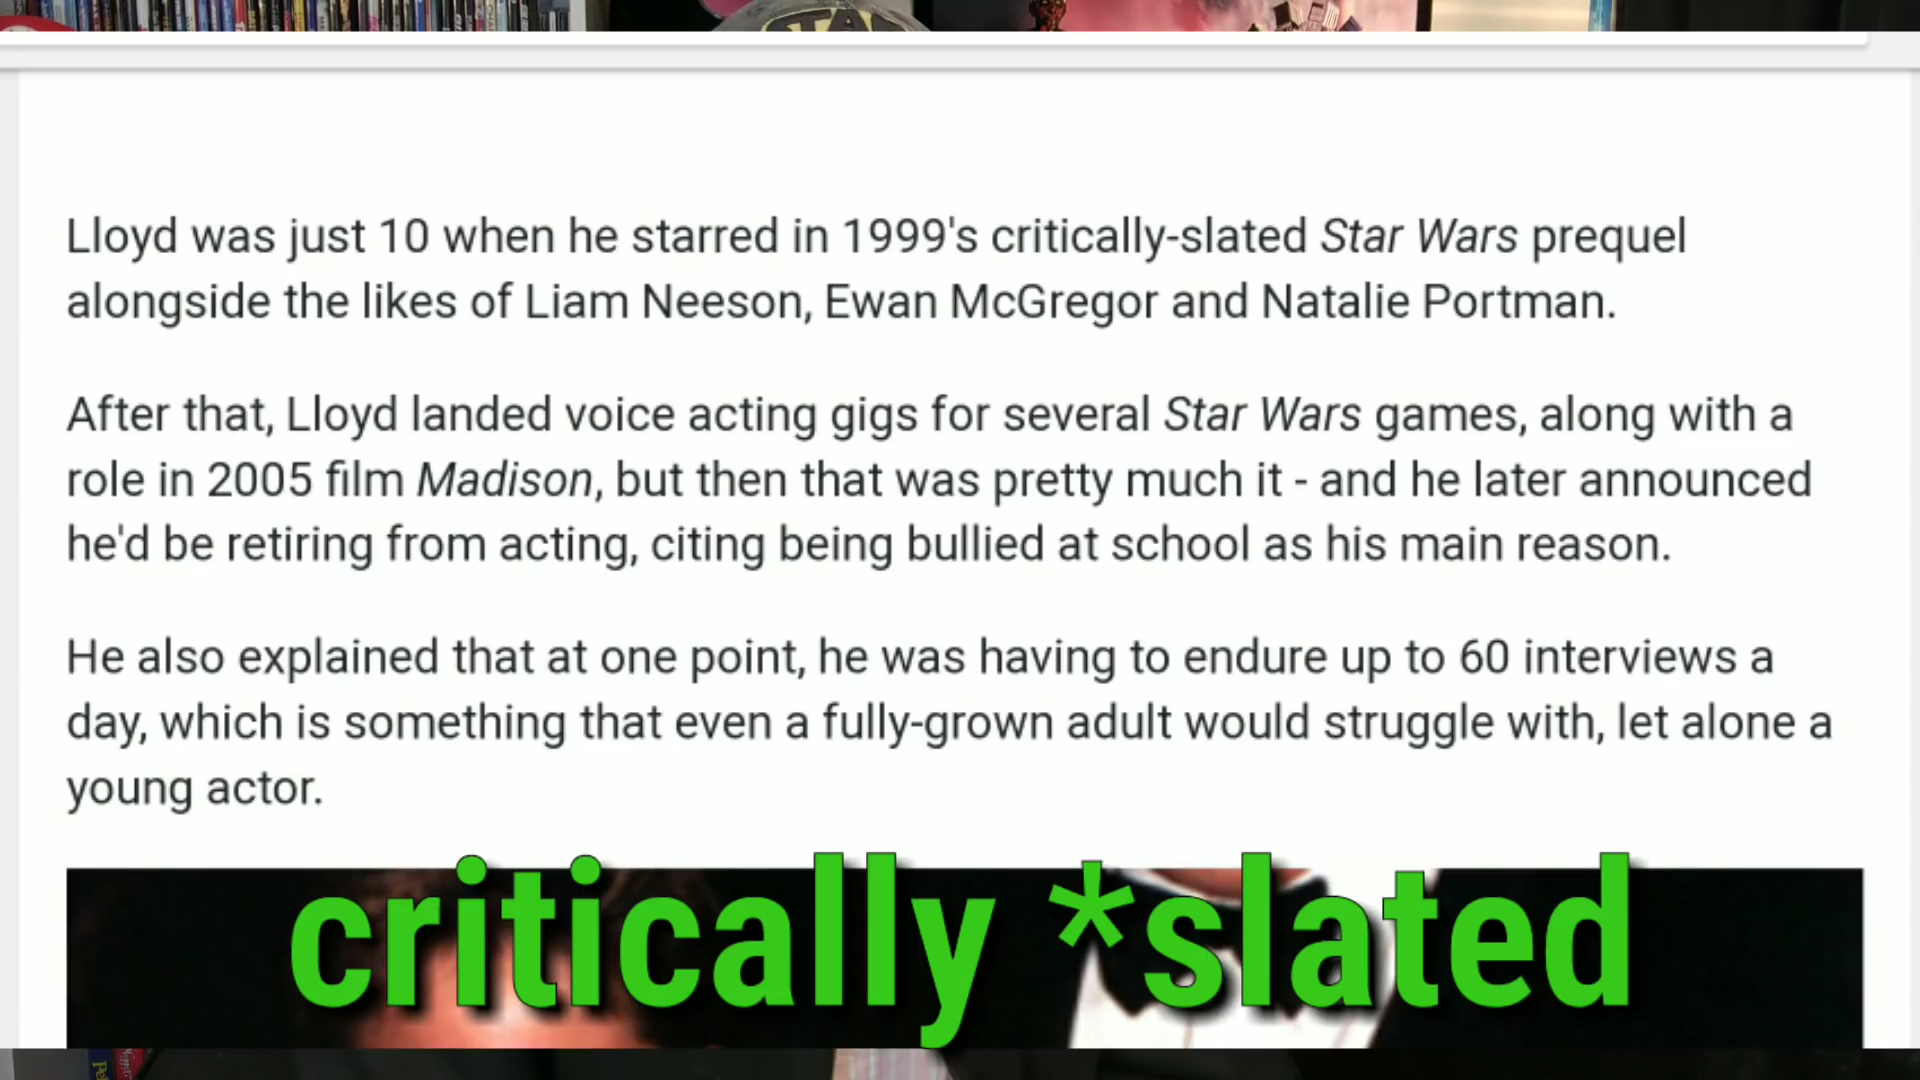 STAR
Lloyd was just 10 when he starred in 1999's critically-slated Star Wars prequel
alongside the likes of Liam Neeson, Ewan McGregor and Natalie Portman.
After that, Lloyd landed voice acting gigs for several Star Wars games, along with a
role in 2005 film Madison, but then that was pretty much it - and he later announced
he'd be retiring from acting, citing being bullied at school as his main reason.
He also explained that at one point, he was having to endure up to 60 interviews a
day, which is something that even a fully-grown adult would struggle with, let alone a
young actor.
critically *slated